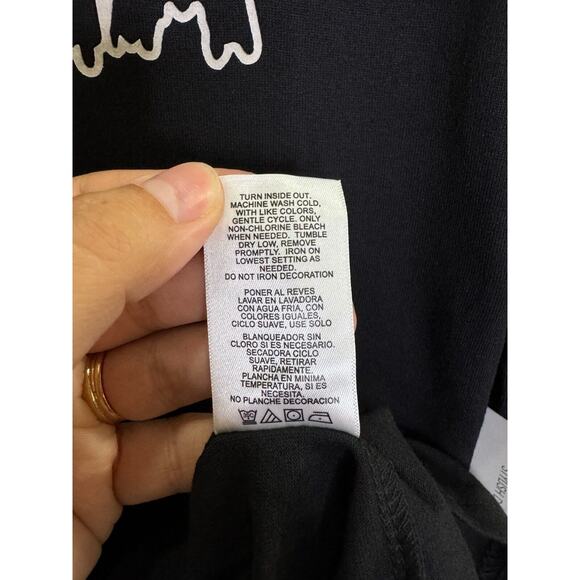 TURN INSIDE OUT.
MACHINE WASH COLD,
WITH LIKE COLORS,
GENTLE CYCLE. ONLY
NON-CHLORINE BLEACH
WHEN NEEDED. TUMBLE
DRY LOW, REMOVE
PROMPTLY. IRON ON
LOWEST SETTING AS
NEEDED.
DO NOT IRON DECORATION
PONER AL REVES
LAVAR EN LAVADORA
CON AGUA FRIA, CON
COLORES IGUALES,
CICLO SUAVE, USE SOLO
BLANQUEADOR SIN
CLORO SI ES NECESARIO.
SECADORA CICLO
SUAVE, RETIRAR
RAPIDAMENTE.
PLANCHA EN MINIMA
TEMPERATURA, SI ES
NECESITA.
NO PLANCHE DECORACION